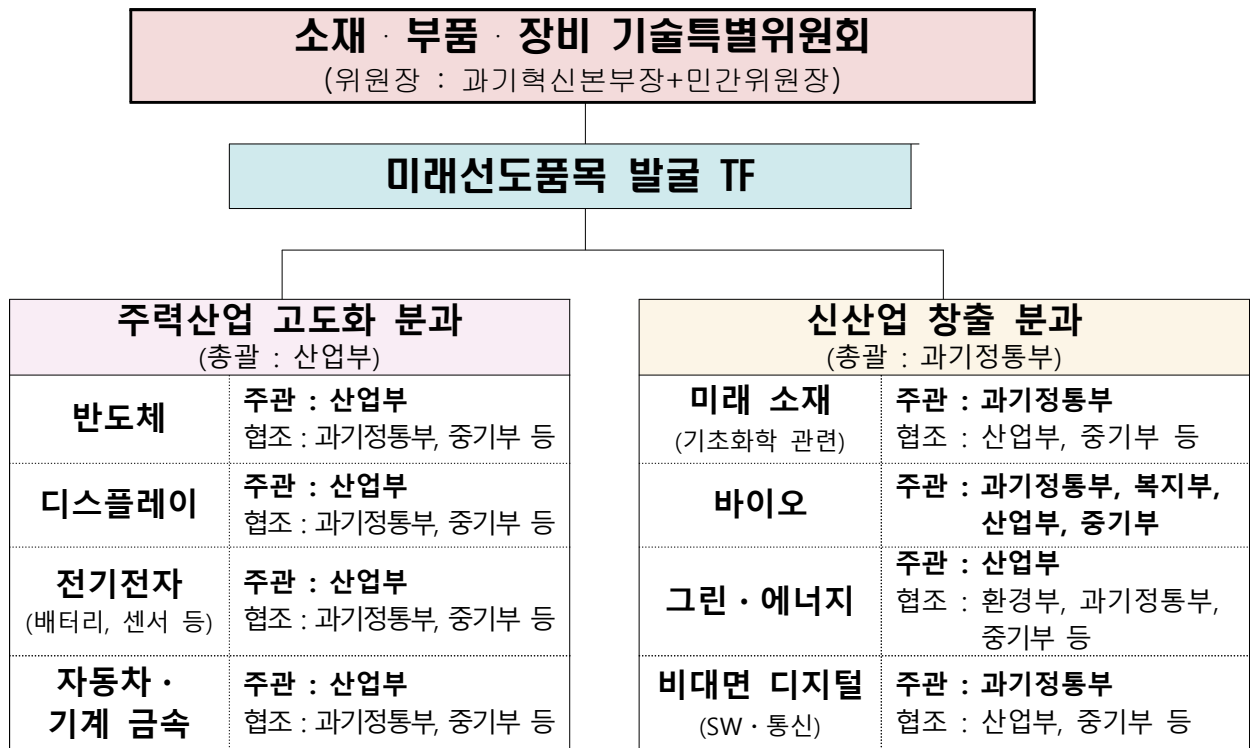 소재·부품·장비 기술특별위원회
(위원장 : 과기혁신본부장+민간위원장)
미래선도품목 발굴 TF
주력산업 고도화 분과
(총괄 : 산업부)
반도체
주관 : 산업부
협조 : 과기정통부, 중기부 등
디스플레이
주관 : 산업부
협조 : 과기정통부, 중기부 등
전기전자
(배터리, 센서 등)
주관 : 산업부
협조 : 과기정통부, 중기부 등
자동차·
기계 금속
주관 : 산업부
협조 : 과기정통부, 중기부 등
신산업 창출 분과
(총괄 : 과기정통부)
미래 소재
(기초화학 관련)
주관 : 과기정통부
협조 : 산업부, 중기부 등
바이오
주관 : 과기정통부, 복지부,
산업부, 중기부
그린·에너지
주관 : 산업부
협조 : 환경부, 과기정통부,
중기부 등
비대면 디지털
(SW·통신)
주관 : 과기정통부
협조 : 산업부, 중기부 등